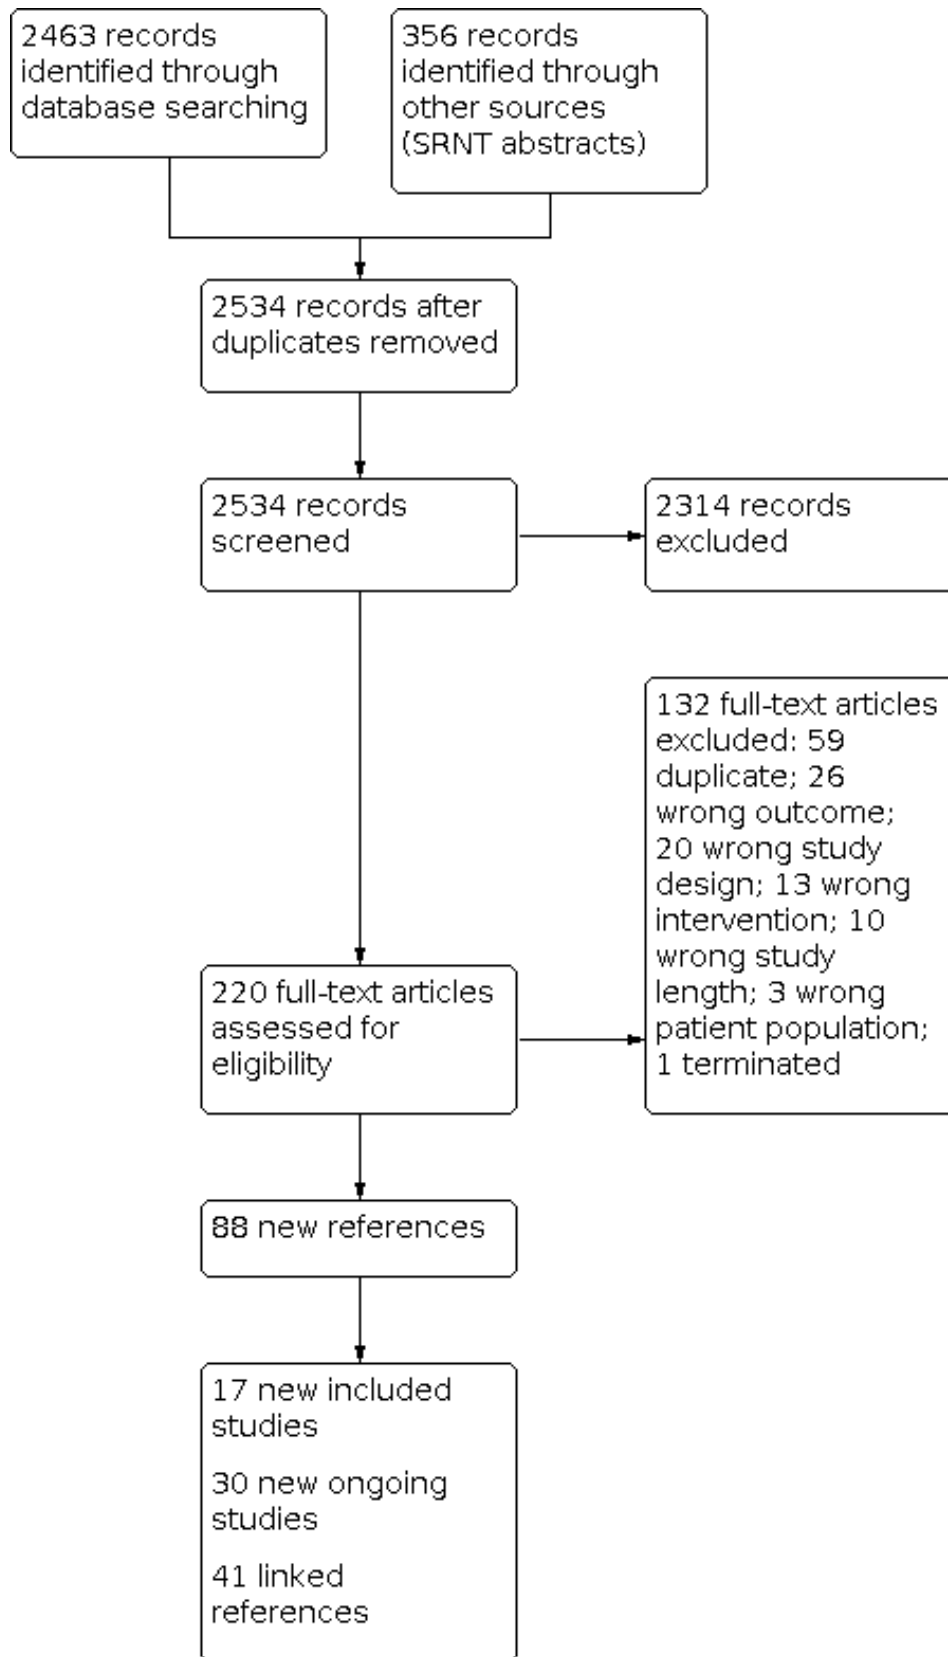 2463 records
identified through
database searching
356 records
identified through
other sources
(SRNT abstracts)
2534 records after
duplicates removed
2534 records
screened
2314 records
excluded
132 full-text articles
excluded: 59
duplicate; 26
wrong outcome;
20 wrong study
design; 13 wrong
intervention; 10
wrong study
length; 3 wrong
patient population;
1 terminated
220 full-text articles
assessed for
eligibility
88 new references
17 new included
studies
30 new ongoing
studies
41 linked
references